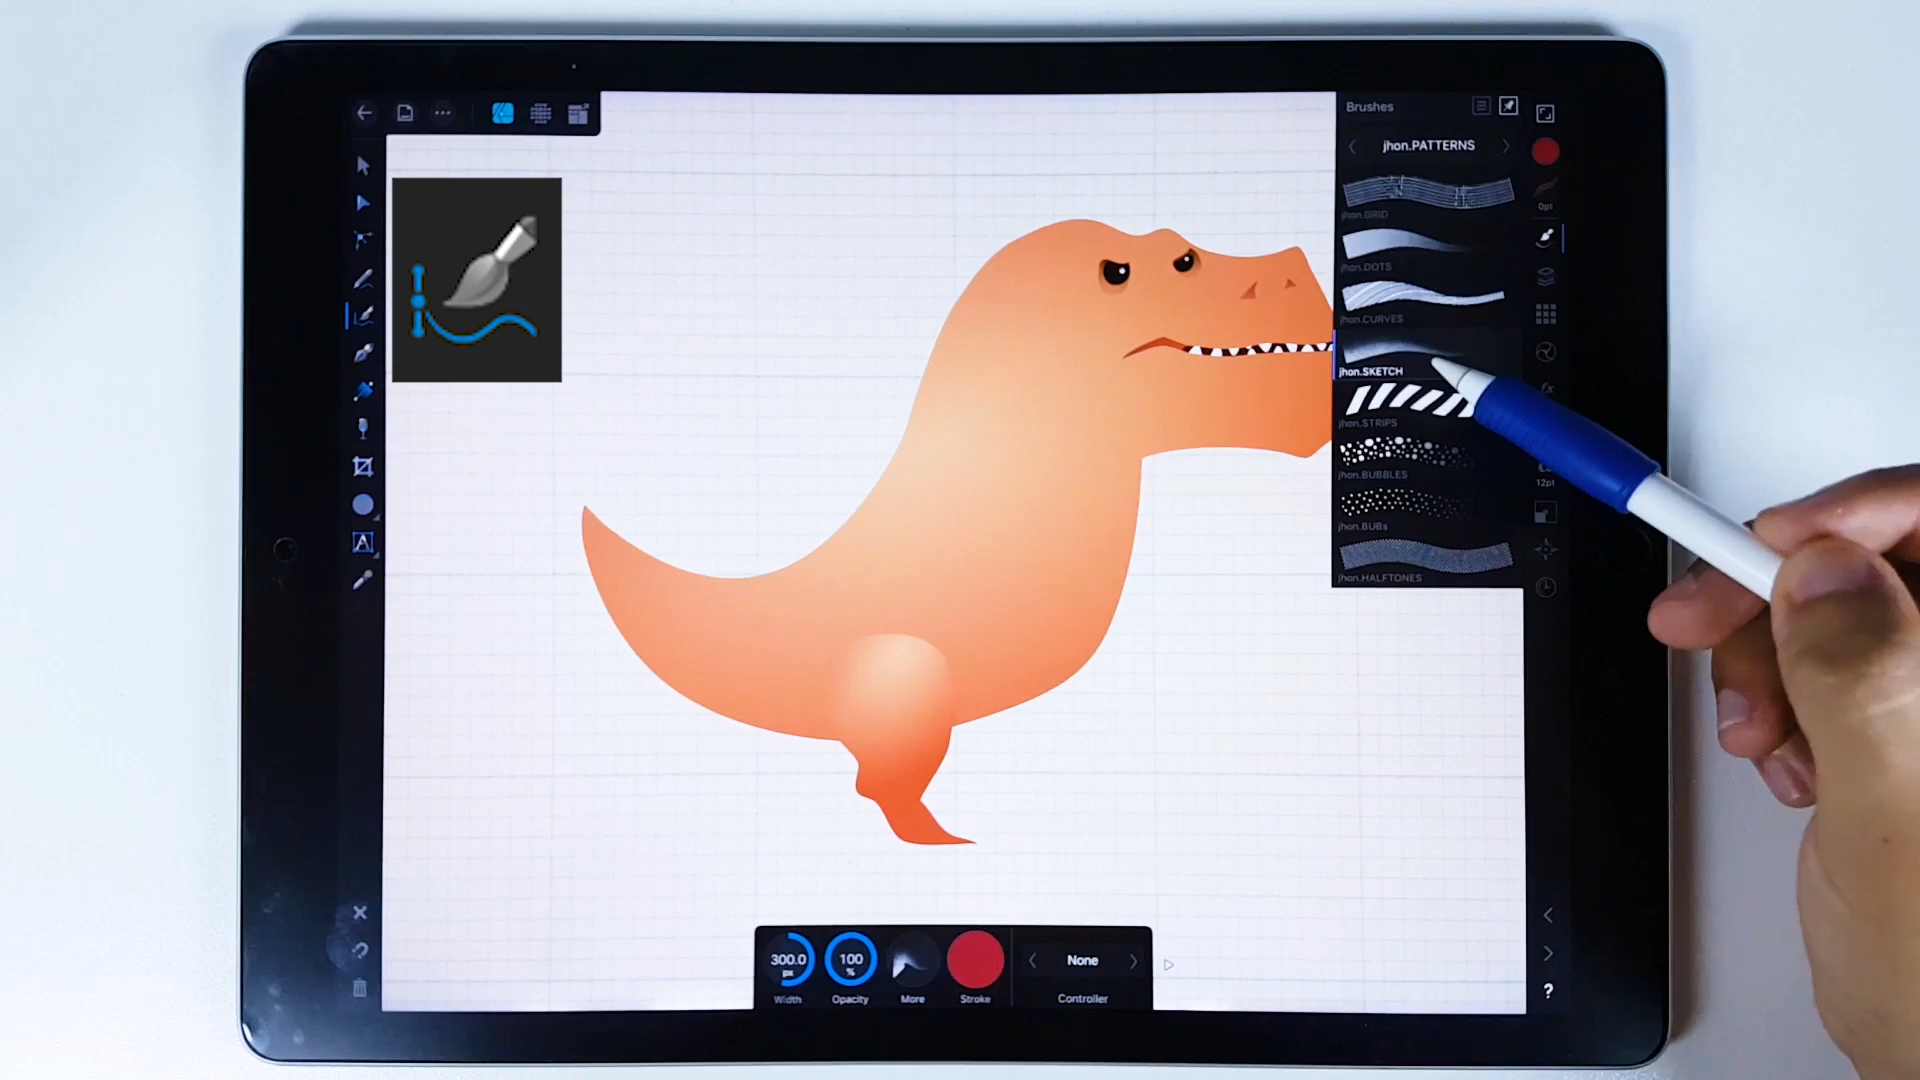 Brushes
jhon.PATTERNS
jhon.GRID
0pt
jhon.DOTS
jhon.CURVES
jhon.SKETCH
fx
jhon.STRIPS
jhon.BUBBLES
12pt
jhon.BUBs
jhon.HALFTONES
A
300.0 px
100 %
None
Width
Opacity
More
Stroke
Controller
?